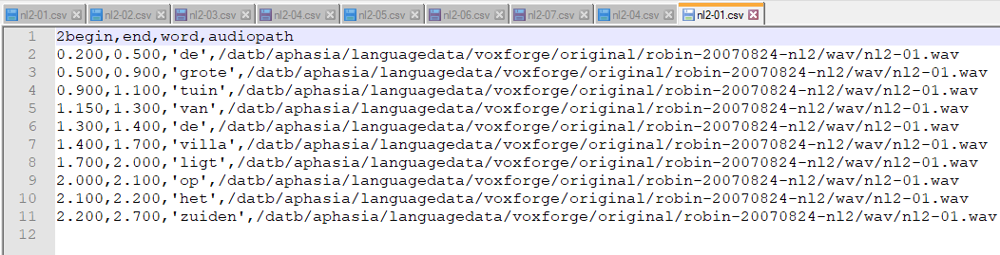 nl2-01.csv nl2-02.csv nl2-03.csv nl2-04.csv nl2-05.csv nl2-06.csv nl2-07.csv nl2-04.csv nl2-01.csv
1 2begin,end,word,audiopath
2 0.200,0.500,'de',/datb/aphasia/languagedata/voxforge/original/robin-20070824-nl2/wav/nl2-01.wav
3 0.500,0.900,'grote',/datb/aphasia/languagedata/voxforge/original/robin-20070824-nl2/wav/nl2-01.wav
4 0.900,1.100,'tuin',/datb/aphasia/languagedata/voxforge/original/robin-20070824-nl2/wav/nl2-01.wav
5 1.150,1.300,'van',/datb/aphasia/languagedata/voxforge/original/robin-20070824-nl2/wav/nl2-01.wav
6 1.300,1.400,'de',/datb/aphasia/languagedata/voxforge/original/robin-20070824-nl2/wav/nl2-01.wav
7 1.400,1.700,'villa',/datb/aphasia/languagedata/voxforge/original/robin-20070824-nl2/wav/nl2-01.wav
8 1.700,2.000,'ligt',/datb/aphasia/languagedata/voxforge/original/robin-20070824-nl2/wav/nl2-01.wav
9 2.000,2.100,'op',/datb/aphasia/languagedata/voxforge/original/robin-20070824-nl2/wav/nl2-01.wav
10 2.100,2.200,'het',/datb/aphasia/languagedata/voxforge/original/robin-20070824-nl2/wav/nl2-01.wav
11 2.200,2.700,'zuiden',/datb/aphasia/languagedata/voxforge/original/robin-20070824-nl2/wav/nl2-01.wav
12